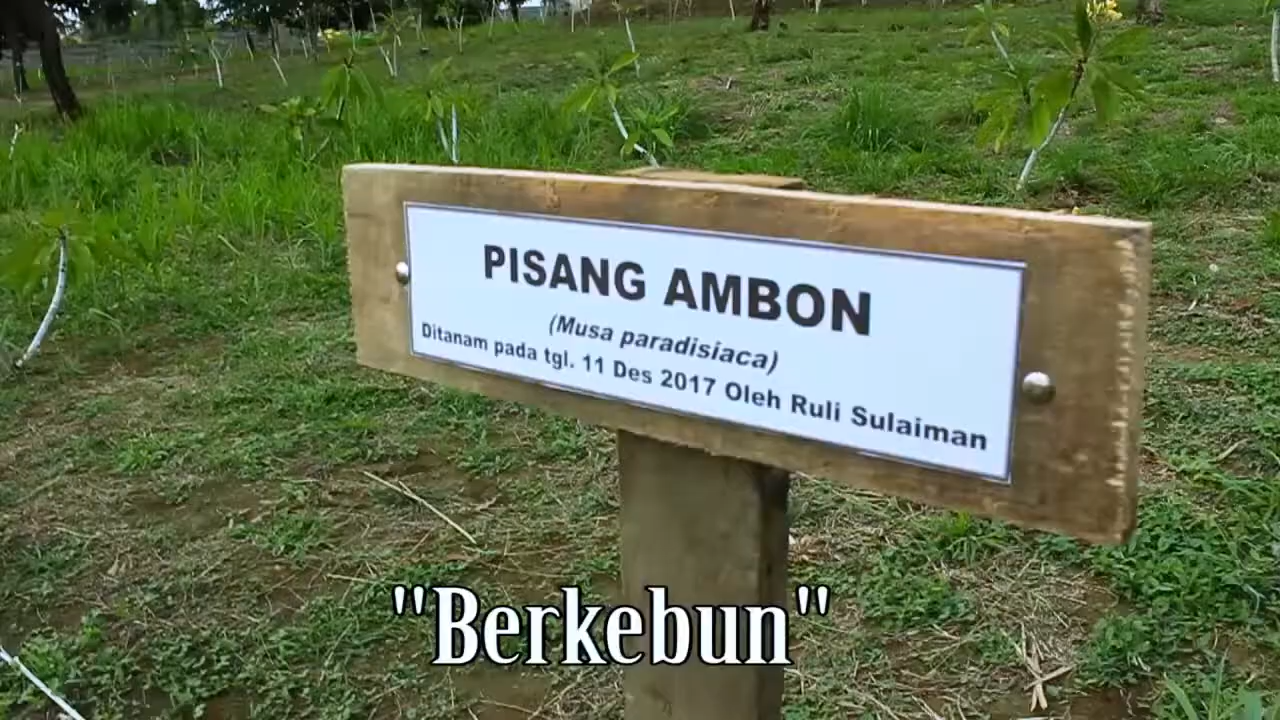 PISANG AMBON
(Musa paradisiaca)
Ditanam pada tgl. 11 Des 2017 Oleh Ruli Sulaiman
"Berkebun"